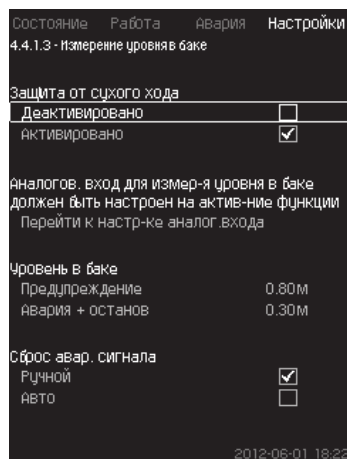 Состояние Работа Авария Настройки
4.4.1.3 - Измерение уровня в баке
Защита от сухого хода
Деактивировано
Активировано
Аналогов. вход для измер-я уровня в баке
должен быть настроен на актив-ние функции
Перейти к настр-ке аналог.входа
Уровень в баке
Предупреждение 0.80м
Авария + останов 0.30м
Сброс авар. сигнала
Ручной
Авто
2012-06-01 18:22